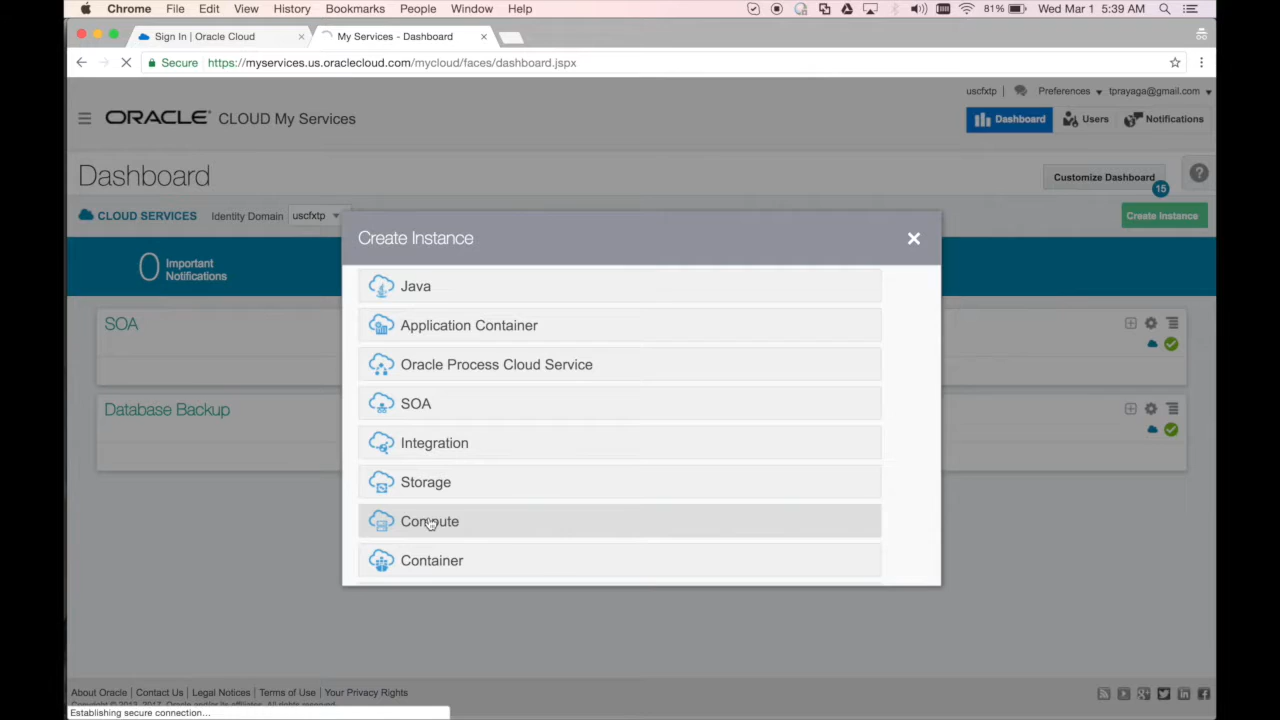 Chrome File Edit View History Bookmarks People Window Help 81% Wed Mar 1 5:39 AM
Sign In | Oracle Cloud × My Services - Dashboard ×
Secure https://myservices.us.oraclecloud.com/mycloud/faces/dashboard.jspx
uscfxtp Preferences tprayaga@gmail.com
ORACLE CLOUD My Services
Dashboard Users Notifications
Dashboard
Customize Dashboard
15
?
CLOUD SERVICES Identity Domain uscfxtp
Create Instance
0 Important
Notifications
SOA
Database Backup
Create Instance
Java
Application Container
Oracle Process Cloud Service
SOA
Integration
Storage
Compute
Container
About Oracle | Contact Us | Legal Notices | Terms of Use | Your Privacy Rights
Establishing secure connection...